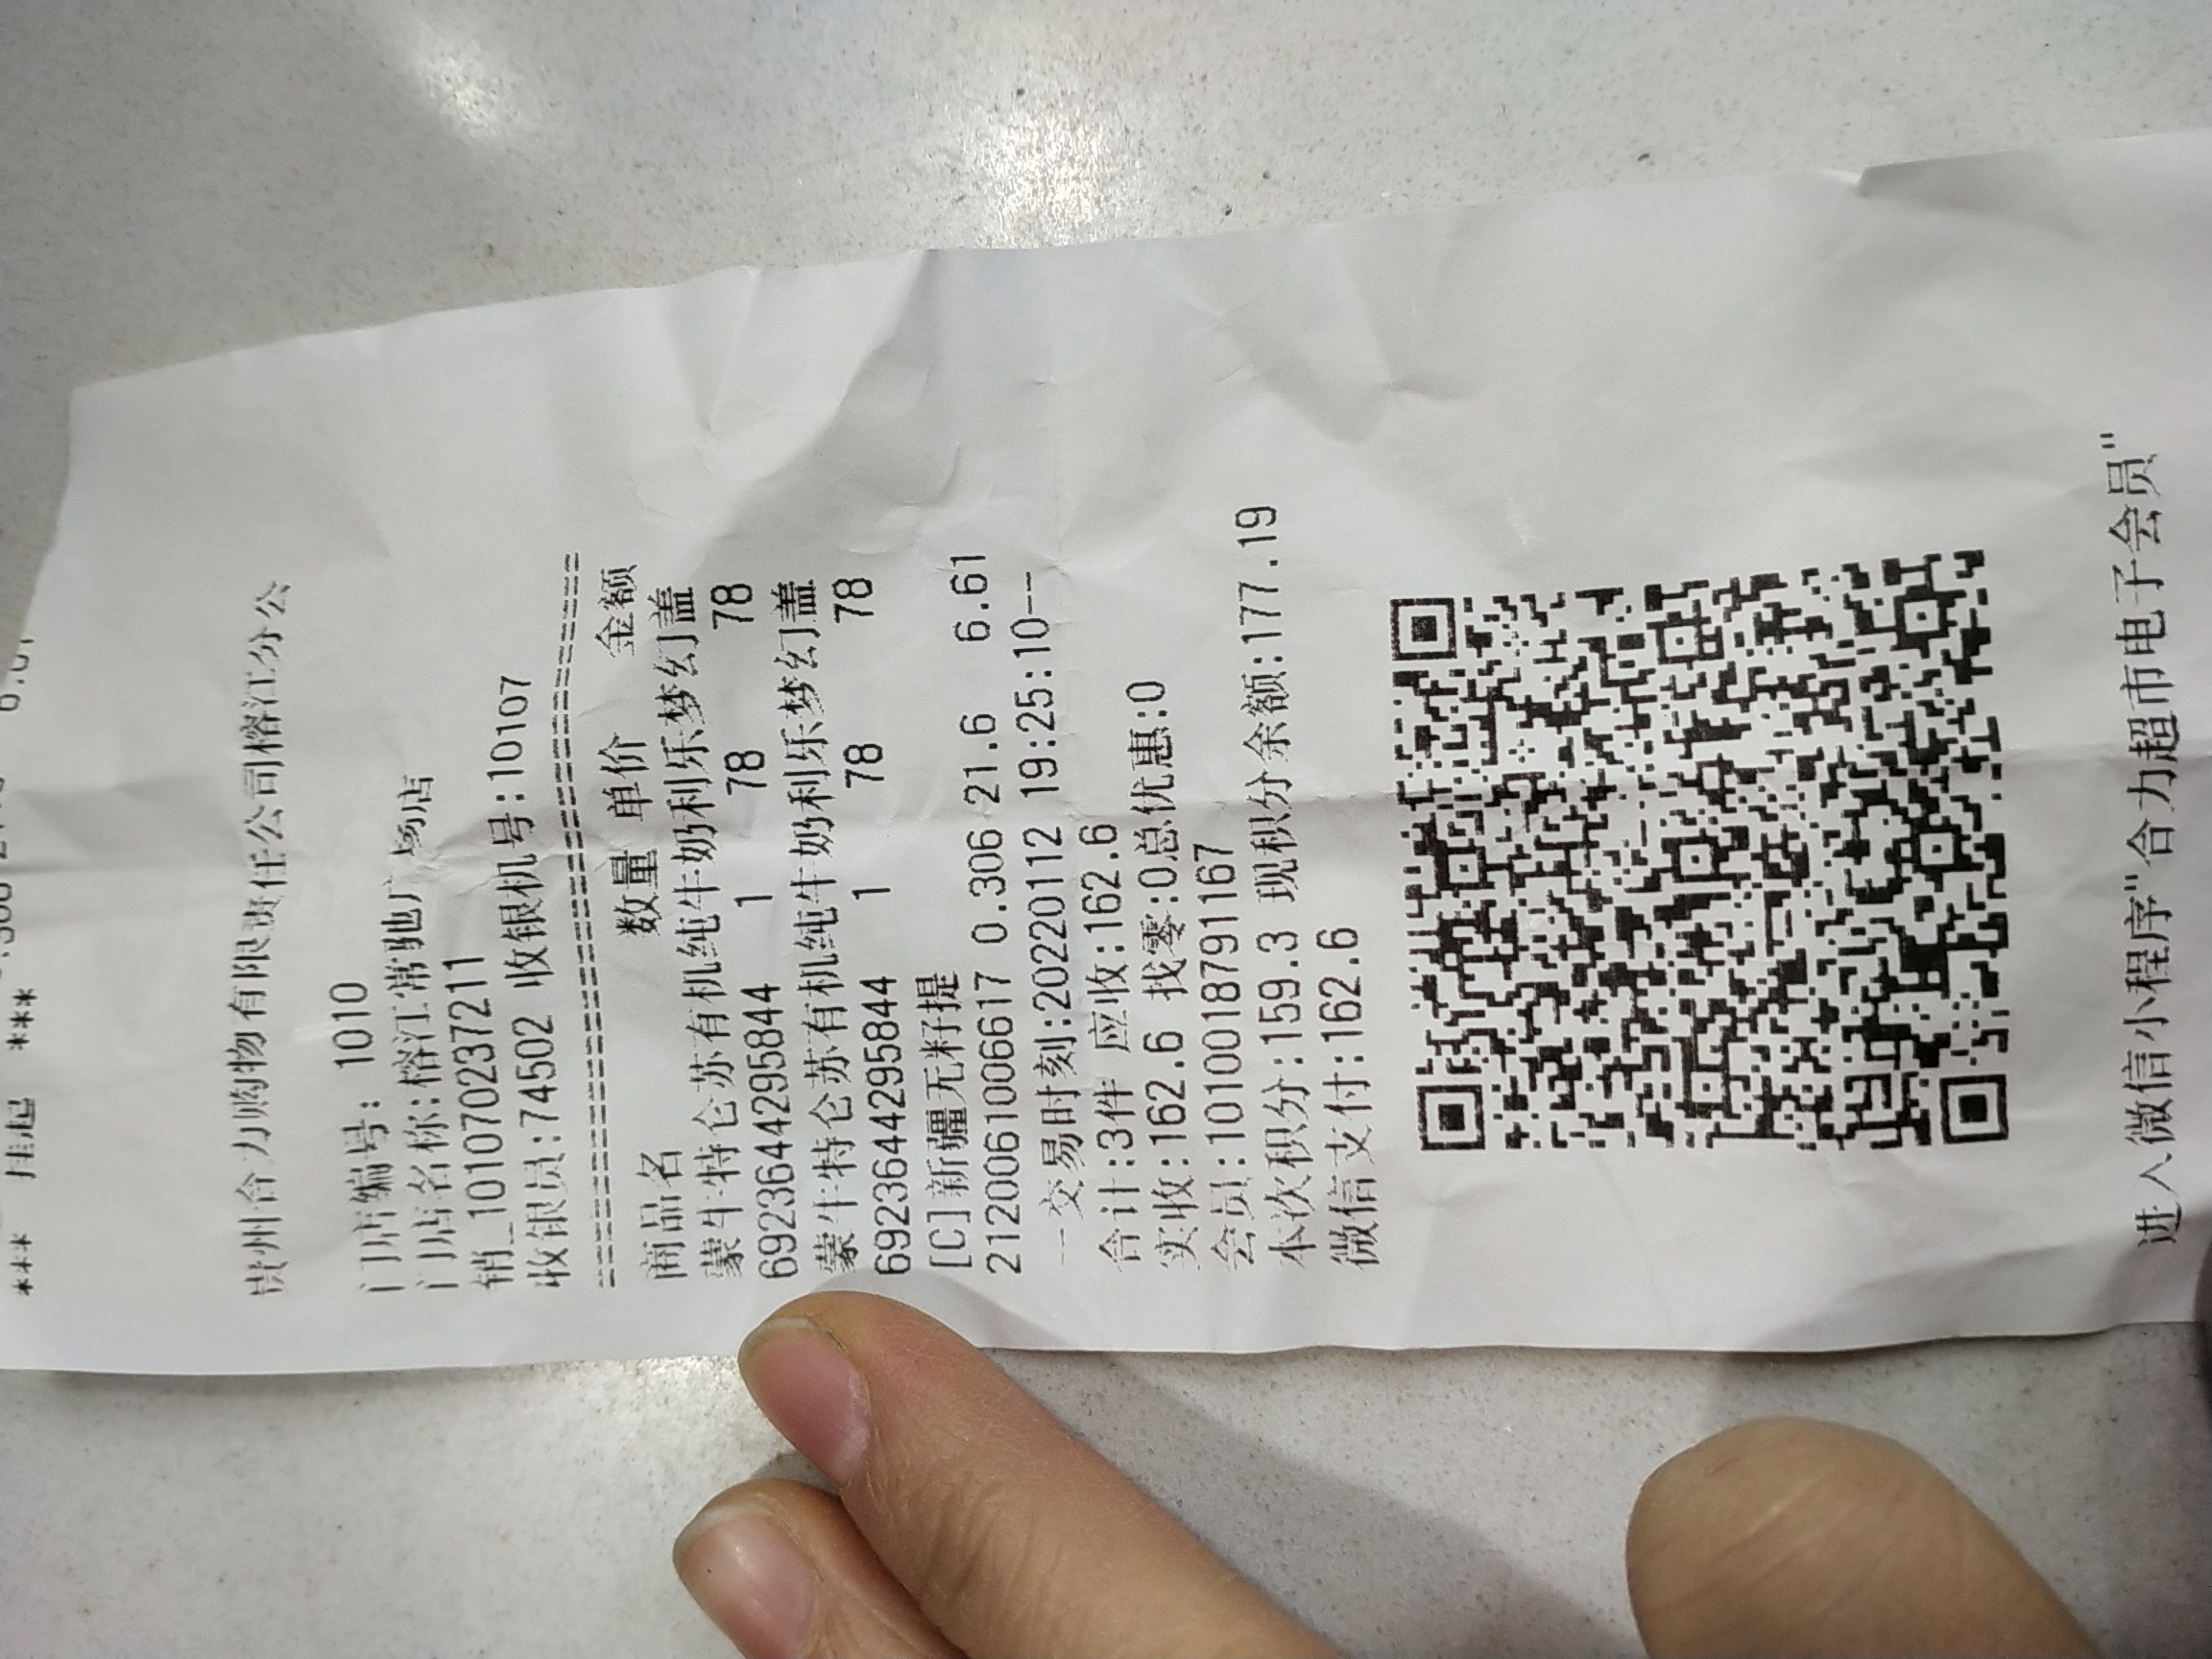 *** 挂起 ***
贵州合力购物有限责任公司榕江分公
门店编号: 1010
门店名称:榕江常驰广场店
销_101070237211
收银员:74502 收银机号:10107
商品名 数量 单价 金额
蒙牛特仑苏有机纯牛奶利乐梦幻盖
6923644295844 1 78 78
蒙牛特仑苏有机纯牛奶利乐梦幻盖
6923644295844 1 78 78
[C]新疆无籽提
2120061006617 0.306 21.6 6.61
--交易时刻:20220112 19:25:10--
合计:3件 应收:162.6
实收:162.6 找零:0总优惠:0
会员:1010018791167
本次积分:159.3 现积分余额:177.19
微信支付:162.6
进入微信小程序"合力超市电子会员"